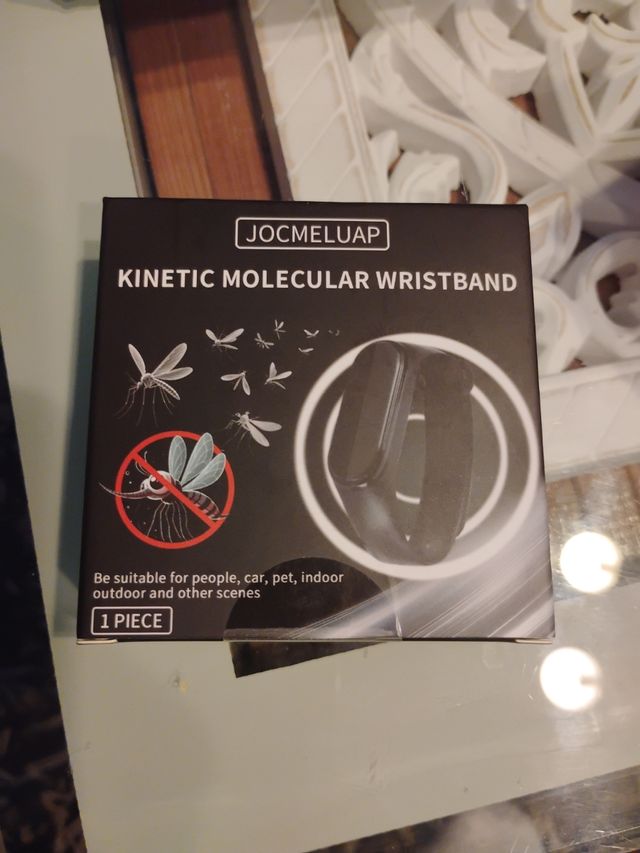 JOCMELUAP
KINETIC MOLECULAR WRISTBAND
Be suitable for people, car, pet, indoor
outdoor and other scenes
1 PIECE